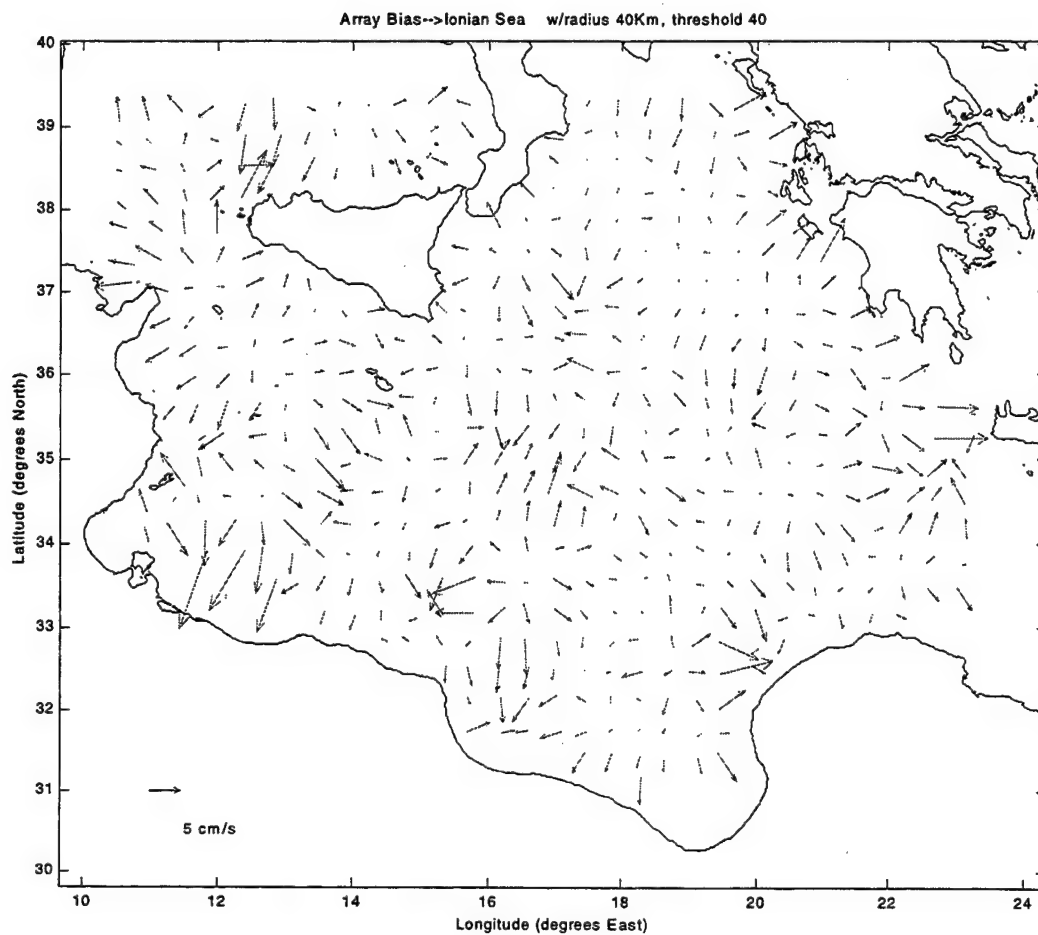 Array Bias-->Ionian Sea w/radius 40Km, threshold 40
40
39
38
37
36
35
34
33
32
31
30
Latitude (degrees North)
5 cm/s
10 12 14 16 18 20 22 24
Longitude (degrees East)